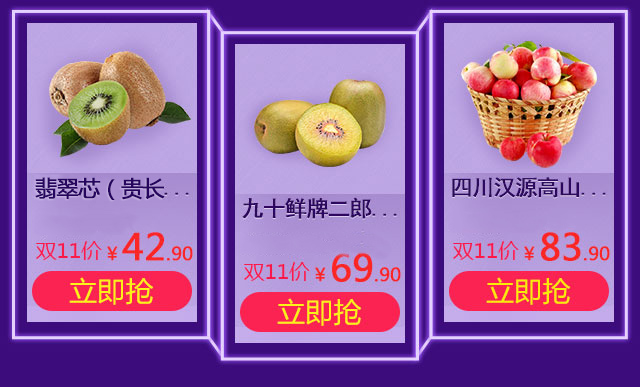 翡翠芯（贵长...
双11价￥42.90
立即抢
九十鲜牌二郎...
双11价￥69.90
立即抢
四川汉源高山...
双11价￥83.90
立即抢